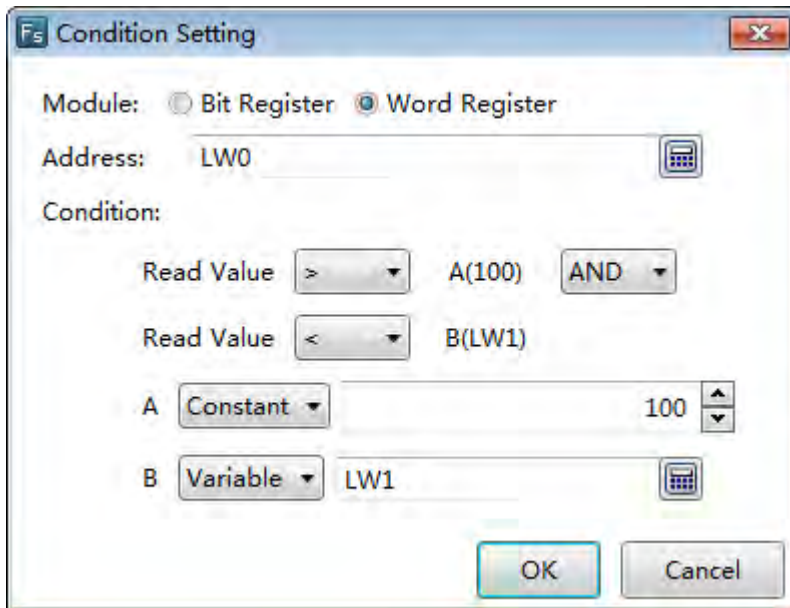 Fs Condition Setting
Module: Bit Register Word Register
Address: LW0
Condition:
Read Value > A(100) AND
Read Value < B(LW1)
A Constant 100
B Variable LW1
OK Cancel